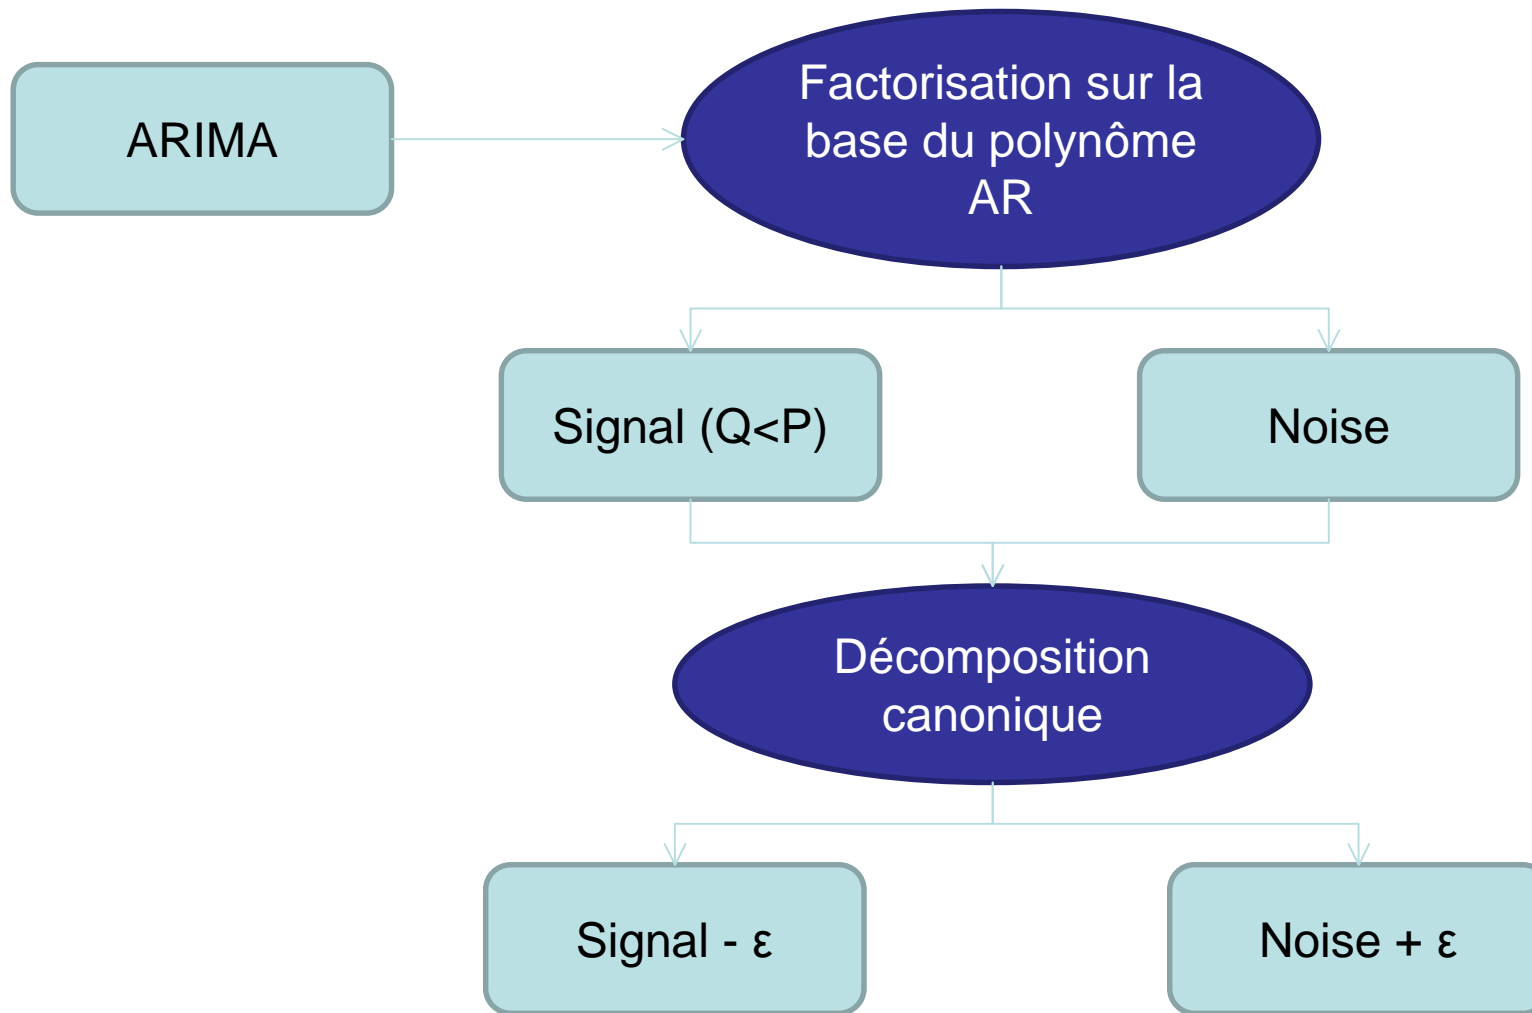 ARIMA
Factorisation sur la
base du polynôme
AR
Signal (Q<P)
Noise
Décomposition
canonique
Signal - ε
Noise + ε